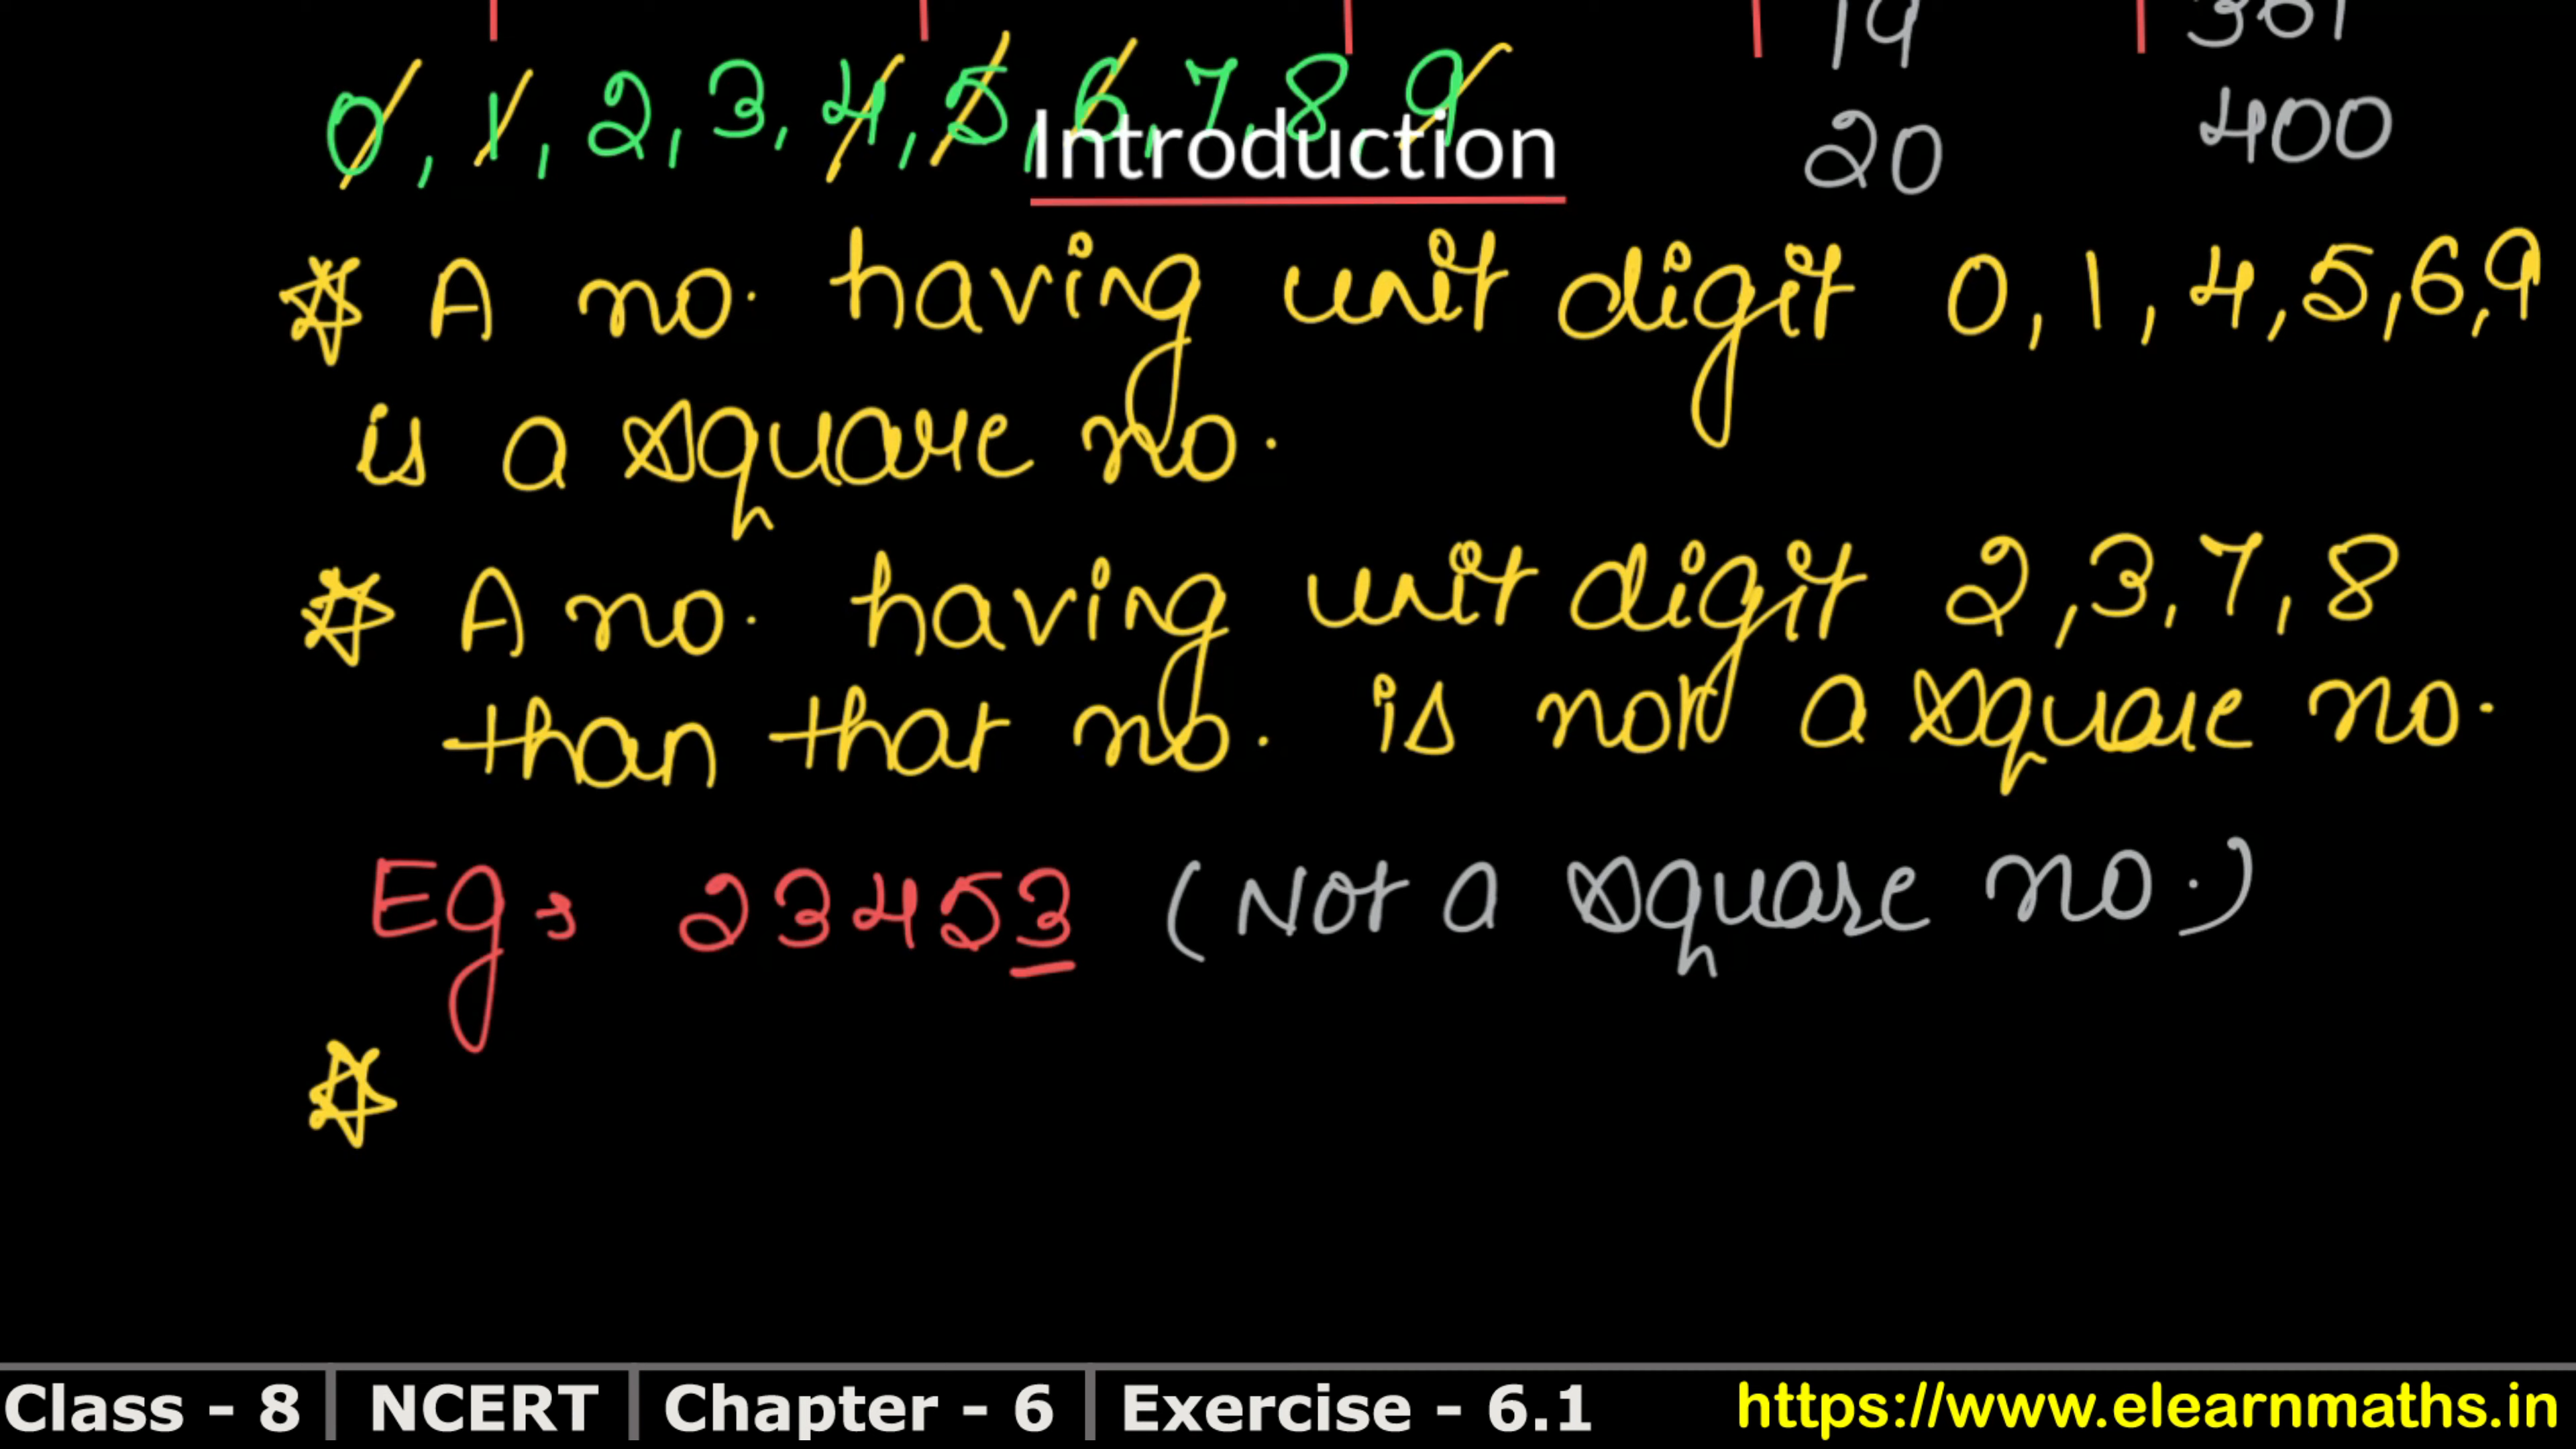 19 361
0, 1, 2, 3, 4, 5, 6, 7, 8, 9
Introduction
20 400
A no. having unit digit 0, 1, 4, 5, 6, 9
is a square no.
A no. having unit digit 2, 3, 7, 8
than that no. is not a square no.
Eg → 23453 (Not a square no.)
Class - 8 | NCERT | Chapter - 6 | Exercise - 6.1 https://www.elearnmaths.in